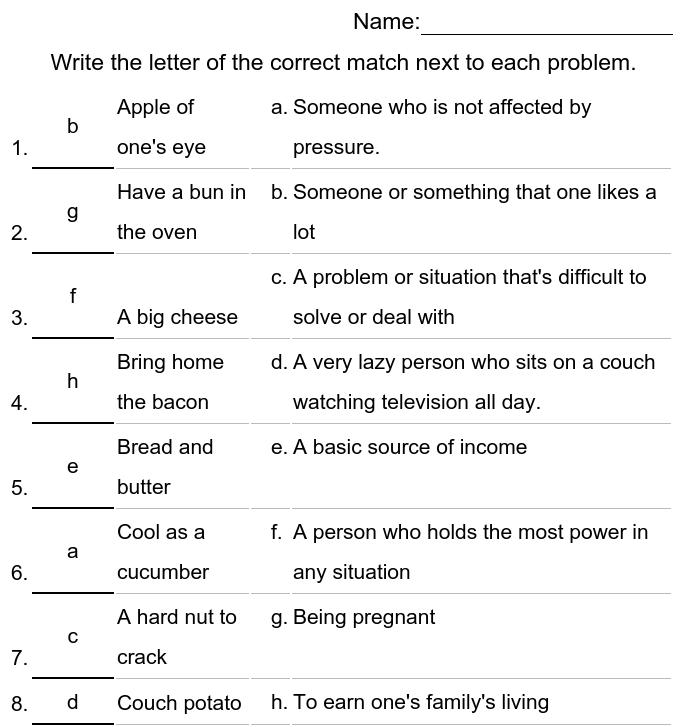 Name:
Write the letter of the correct match next to each problem.
1. b Apple of one's eye
a. Someone who is not affected by pressure.
2. g Have a bun in the oven
b. Someone or something that one likes a lot
3. f A big cheese
c. A problem or situation that's difficult to solve or deal with
4. h Bring home the bacon
d. A very lazy person who sits on a couch watching television all day.
5. e Bread and butter
e. A basic source of income
6. a Cool as a cucumber
f. A person who holds the most power in any situation
7. c A hard nut to crack
g. Being pregnant
8. d Couch potato
h. To earn one's family's living